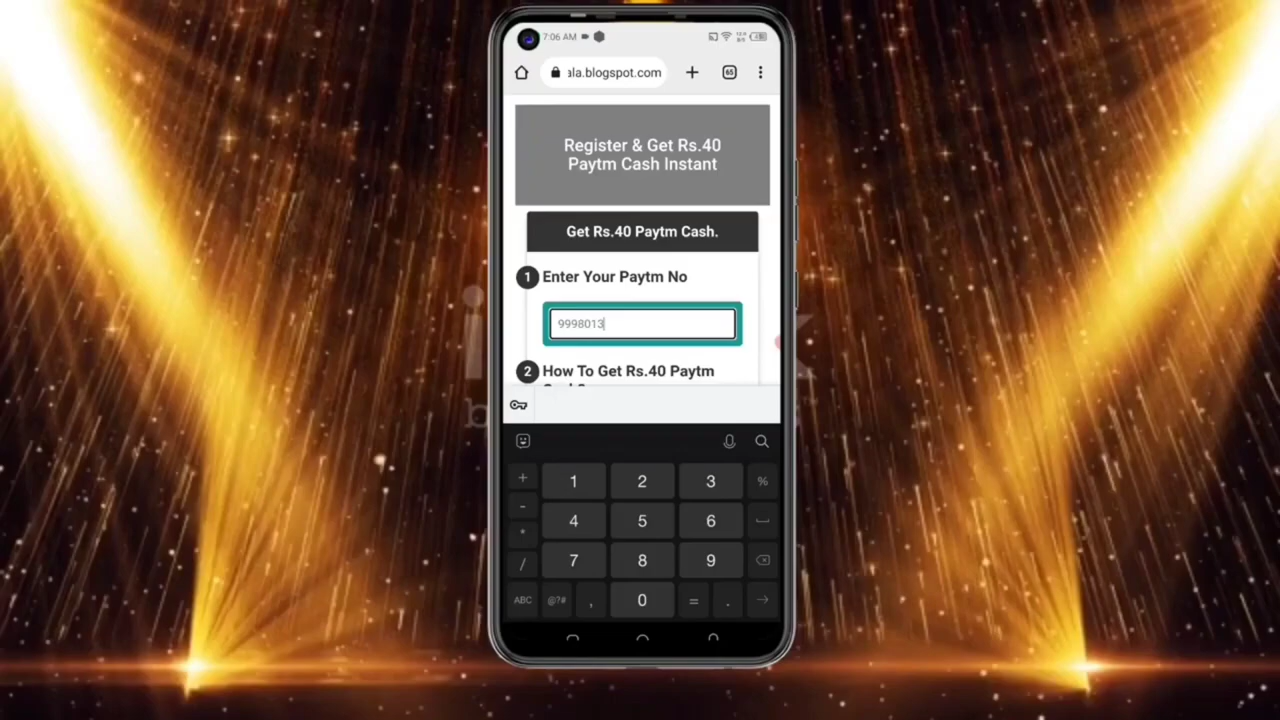 7:06 AM
ala.blogspot.com
65
Register & Get Rs.40
Paytm Cash Instant
Get Rs.40 Paytm Cash.
1 Enter Your Paytm No
9998013
2 How To Get Rs.40 Paytm
+ 1 2 3 %
- 4 5 6
*
/ 7 8 9
ABC @?# , 0 = .